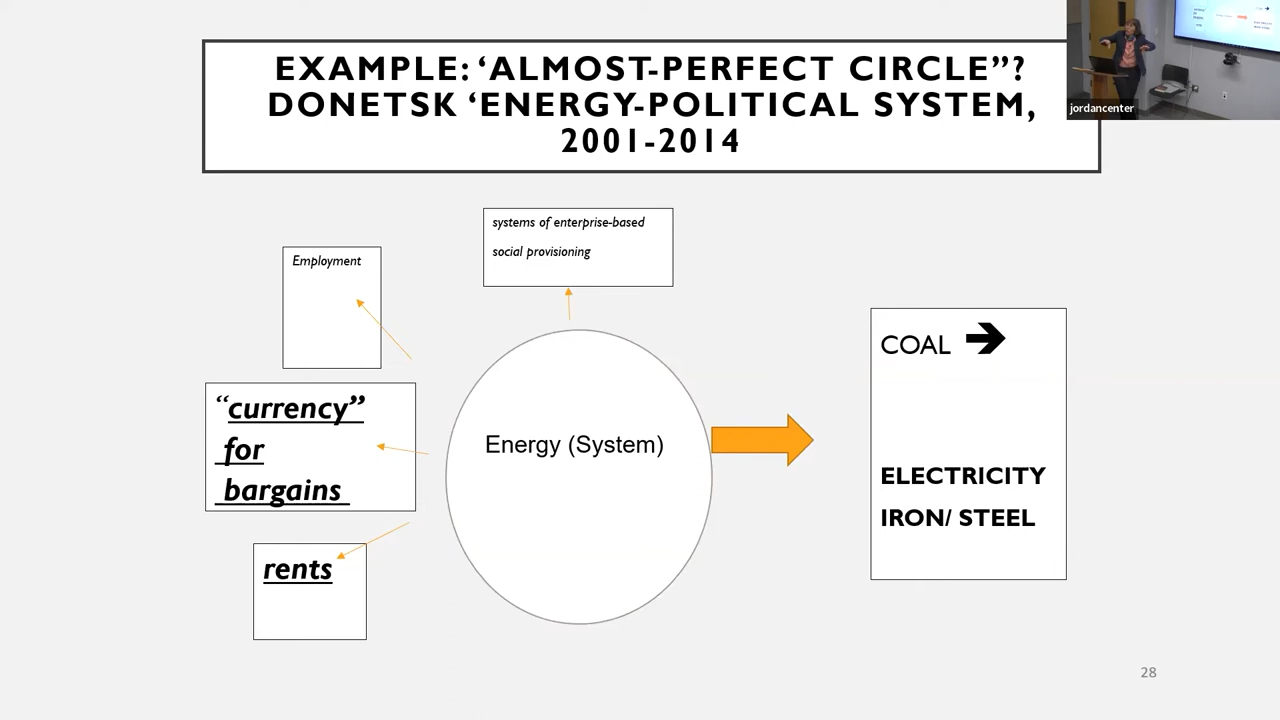 EXAMPLE: ‘ALMOST-PERFECT CIRCLE”?
DONETSK ‘ENERGY-POLITICAL SYSTEM,
2001-2014
jordancenter
systems of enterprise-based
social provisioning
Employment
“currency”
for
bargains
rents
Energy (System)
COAL ➔
ELECTRICITY
IRON/ STEEL
28